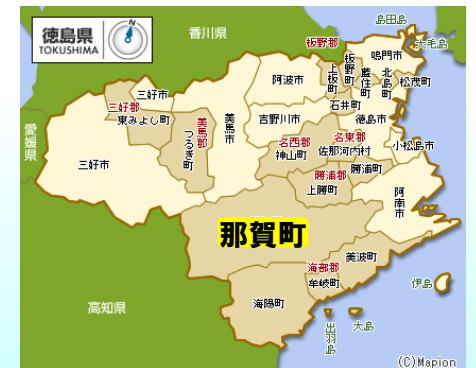 徳島県
TOKUSHIMA
香川県
島田島
大毛島
板野郡
鳴門市
板野町
上板町
藍住町
北島町
松茂町
阿波市
石井町
三好市
三好郡
東みよし町
美馬郡
つるぎ町
美馬市
吉野川市
徳島市
名西郡
神山町
名東郡
佐那河内村
小松島市
愛媛県
三好市
勝浦郡
勝浦町
上勝町
阿南市
那賀町
美波町
海部郡
牟岐町
伊島
海陽町
高知県
出羽島
大島
(C)Mapion